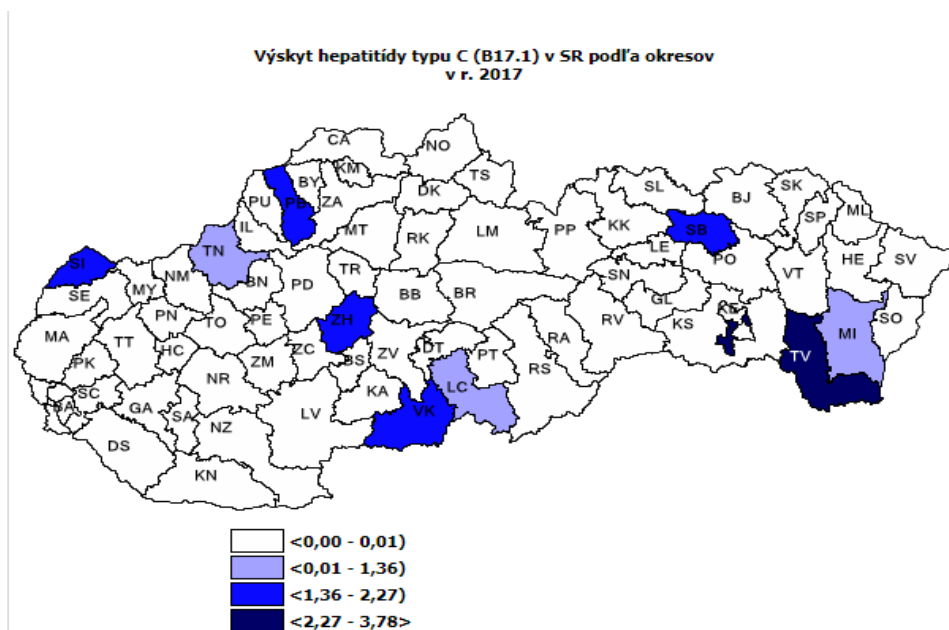 Výskyt hepatitídy typu C (B17.1) v SR podľa okresov
v r. 2017
CA
NO
KM
TS
BY
DK
SL
SK
PU
PB
ZA
BJ
ML
SP
IL
MT
RK
LM
PP
KK
SB
TN
LE
PO
HE
SV
SI
NM
BN
TR
SN
VT
SE
MY
PD
BB
BR
GL
PN
TO
PE
ZH
RV
KS
KE
SO
MA
TT
RA
MI
HC
ZC
ZV
DT
PT
TV
PK
ZM
BS
RS
NR
LC
SC
KA
BA
GA
SA
LV
VK
NZ
DS
KN
<0,00 - 0,01)
<0,01 - 1,36)
<1,36 - 2,27)
<2,27 - 3,78>